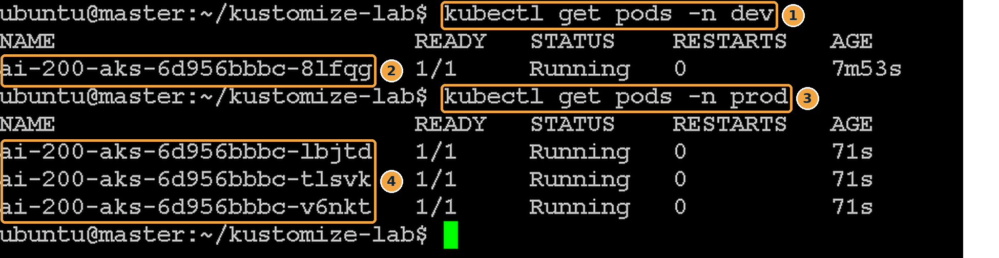 ubuntu@master:~/kustomize-lab$ kubectl get pods -n dev 1
NAME READY STATUS RESTARTS AGE
ai-200-aks-6d956bbbc-8lfqg 2 1/1 Running 0 7m53s
ubuntu@master:~/kustomize-lab$ kubectl get pods -n prod 3
NAME READY STATUS RESTARTS AGE
ai-200-aks-6d956bbbc-lbjtd 1/1 Running 0 71s
ai-200-aks-6d956bbbc-tlsvk 4 1/1 Running 0 71s
ai-200-aks-6d956bbbc-v6nkt 1/1 Running 0 71s
ubuntu@master:~/kustomize-lab$